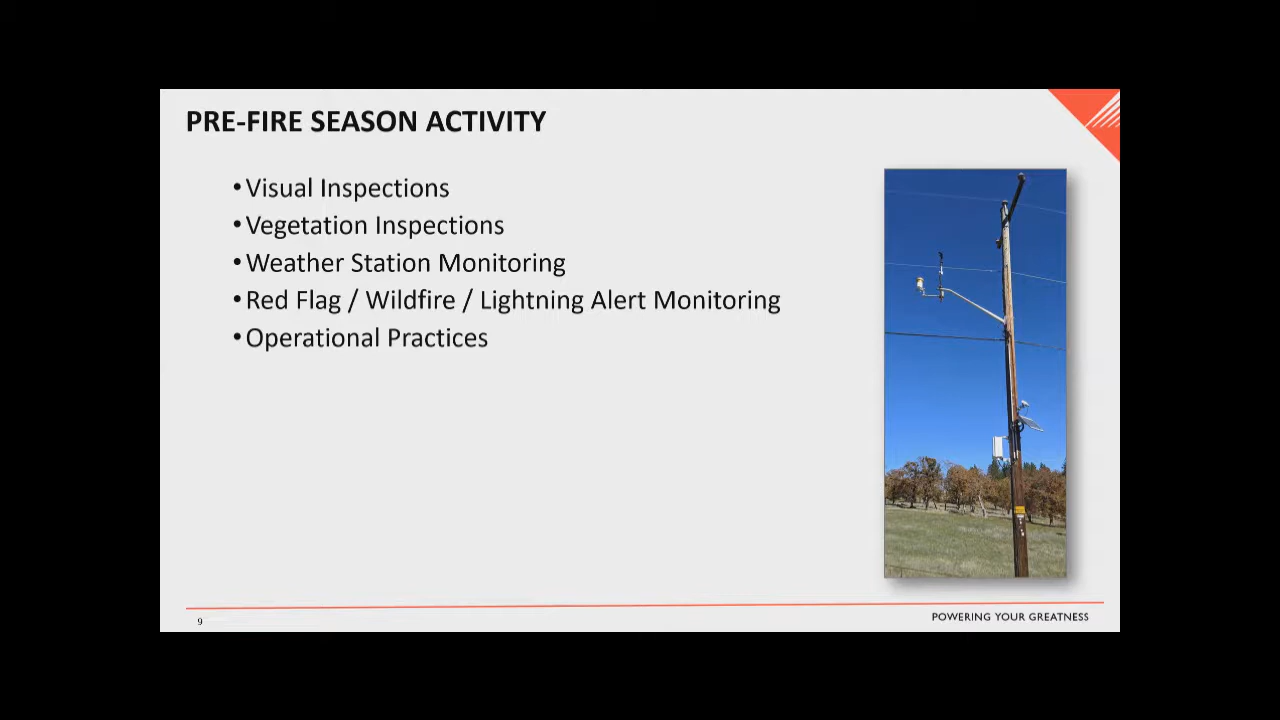 PRE-FIRE SEASON ACTIVITY
•Visual Inspections
•Vegetation Inspections
•Weather Station Monitoring
•Red Flag / Wildfire / Lightning Alert Monitoring
•Operational Practices
9
POWERING YOUR GREATNESS